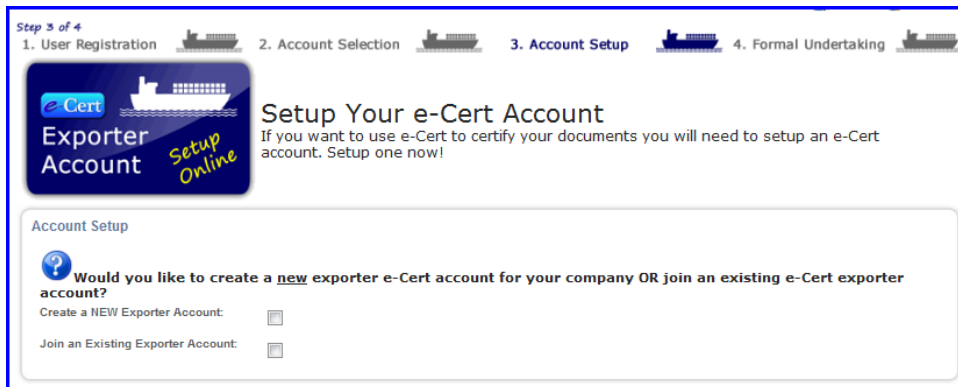 Step 3 of 4
1. User Registration 2. Account Selection 3. Account Setup 4. Formal Undertaking
e-Cert
Exporter
Account
Setup
Online
Setup Your e-Cert Account
If you want to use e-Cert to certify your documents you will need to setup an e-Cert
account. Setup one now!
Account Setup
Would you like to create a new exporter e-Cert account for your company OR join an existing e-Cert exporter
account?
Create a NEW Exporter Account:
Join an Existing Exporter Account: